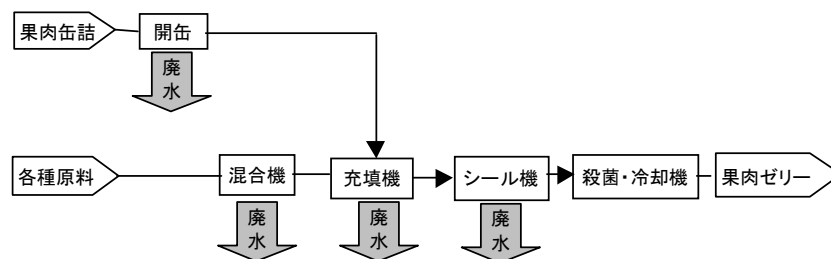 果肉缶詰
開缶
廃
水
各種原料
混合機
充填機
シール機
殺菌・冷却機
果肉ゼリー
廃
水
廃
水
廃
水